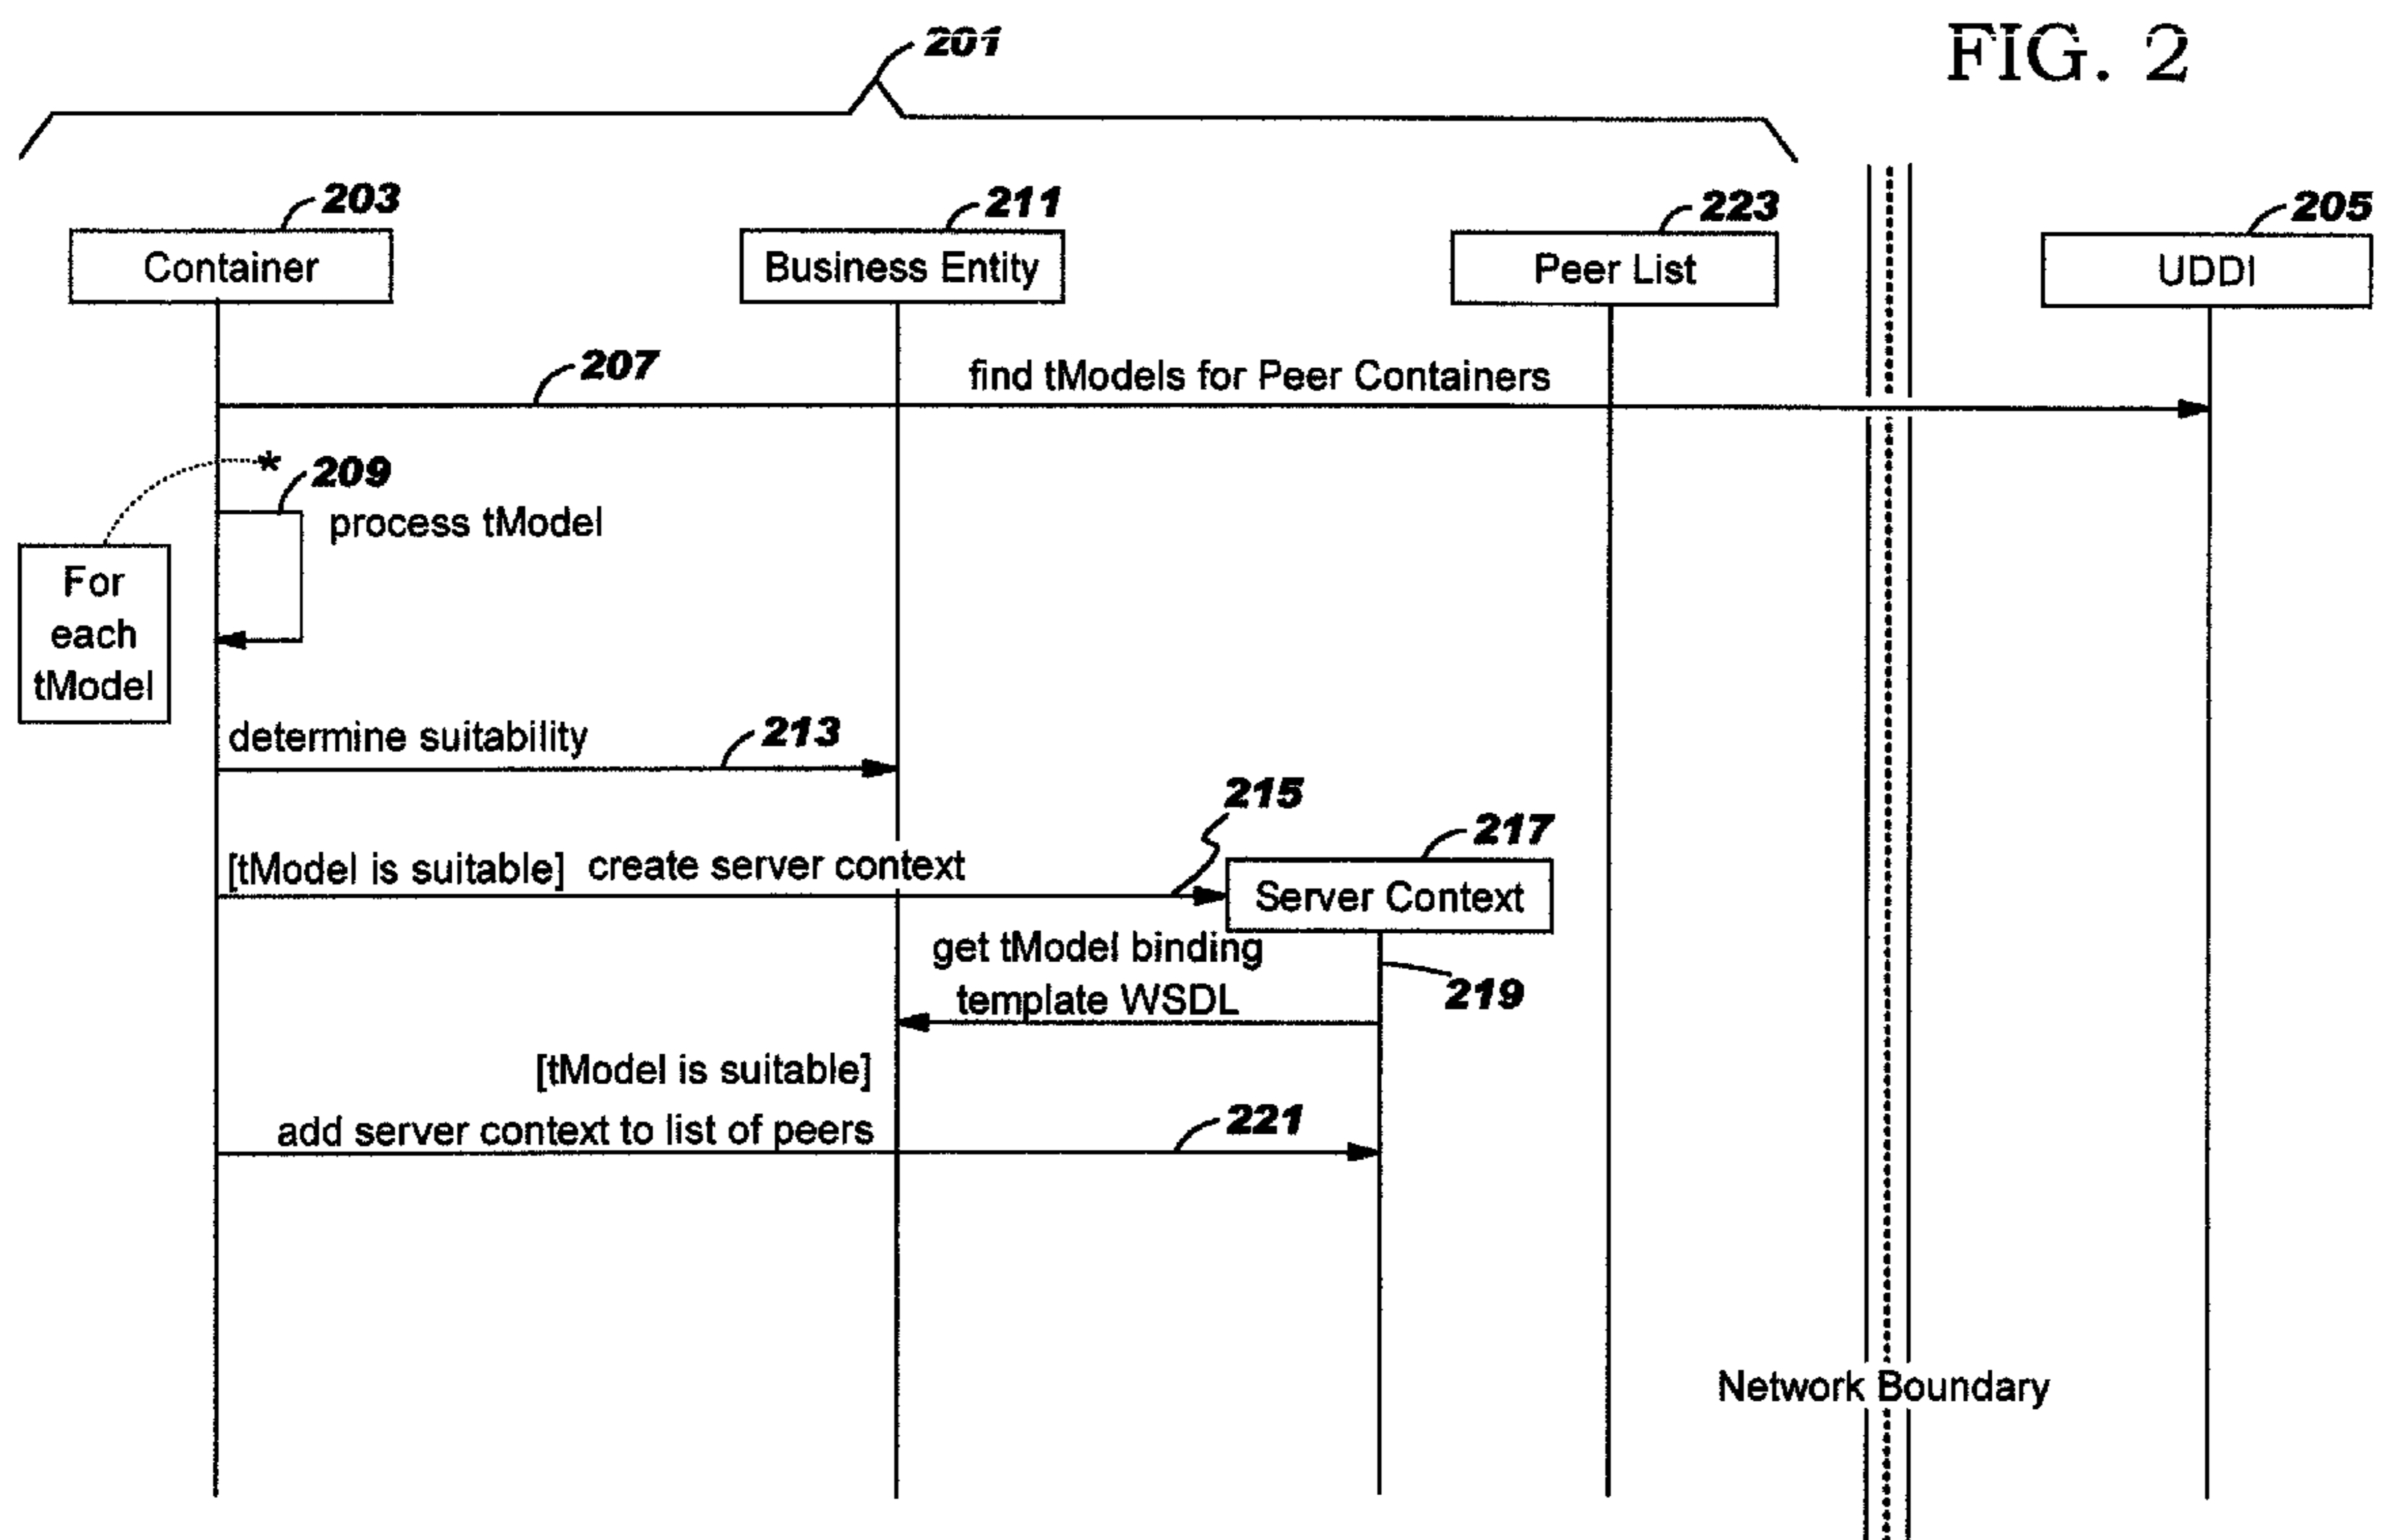 FIG. 2
201
203
211
223
205
Container
Business Entity
Peer List
UDDI
207
find tModels for Peer Containers
*
209
process tModel
For
each
tModel
determine suitability
213
215
217
[tModel is suitable] create server context
Server Context
get tModel binding
template WSDL
219
[tModel is suitable]
add server context to list of peers
221
Network Boundary